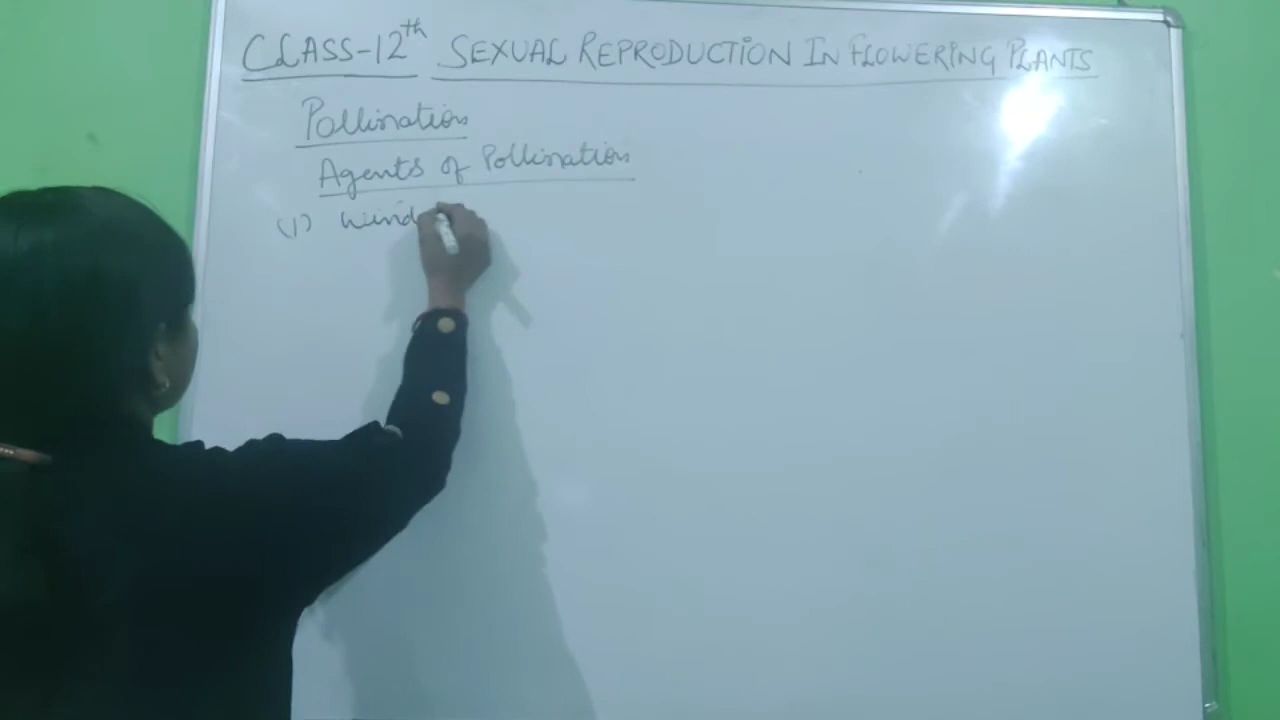 CLASS-12th SEXUAL REPRODUCTION IN FLOWERING PLANTS
Pollination
Agents of Pollination
(1) Wind